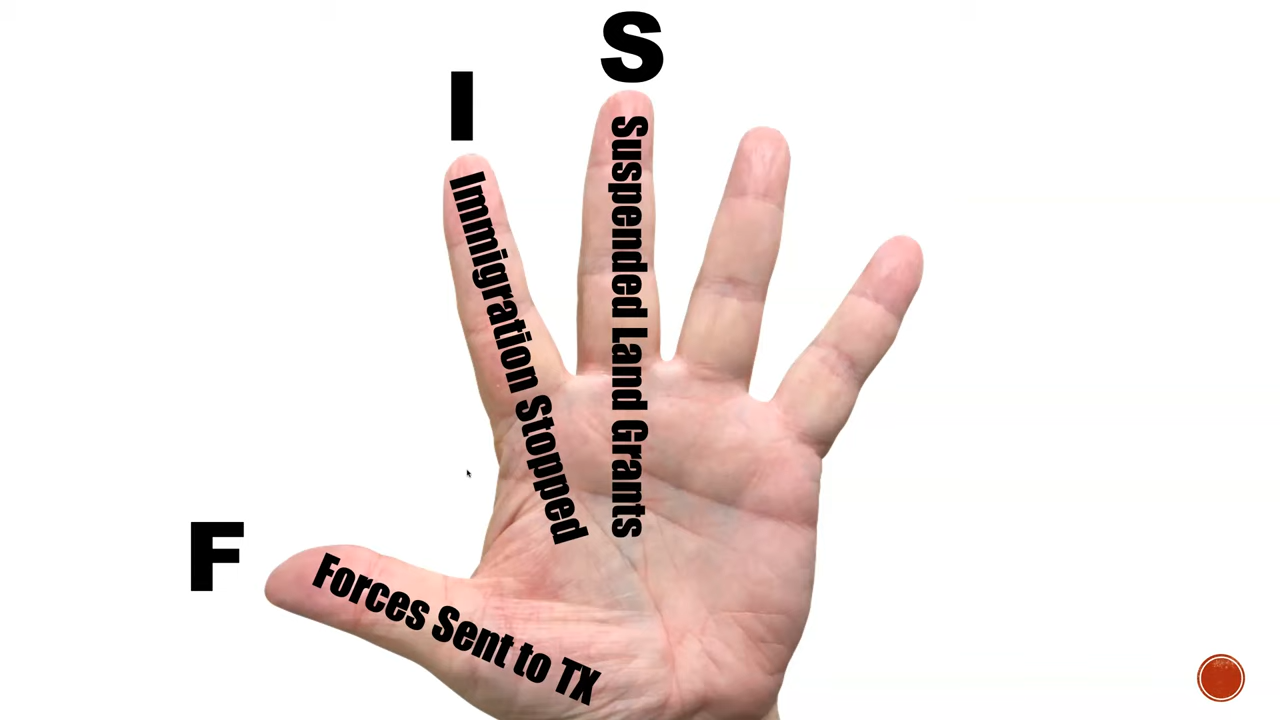 S
I
Suspended Land Grants
Immigration Stopped
F
Forces Sent to TX